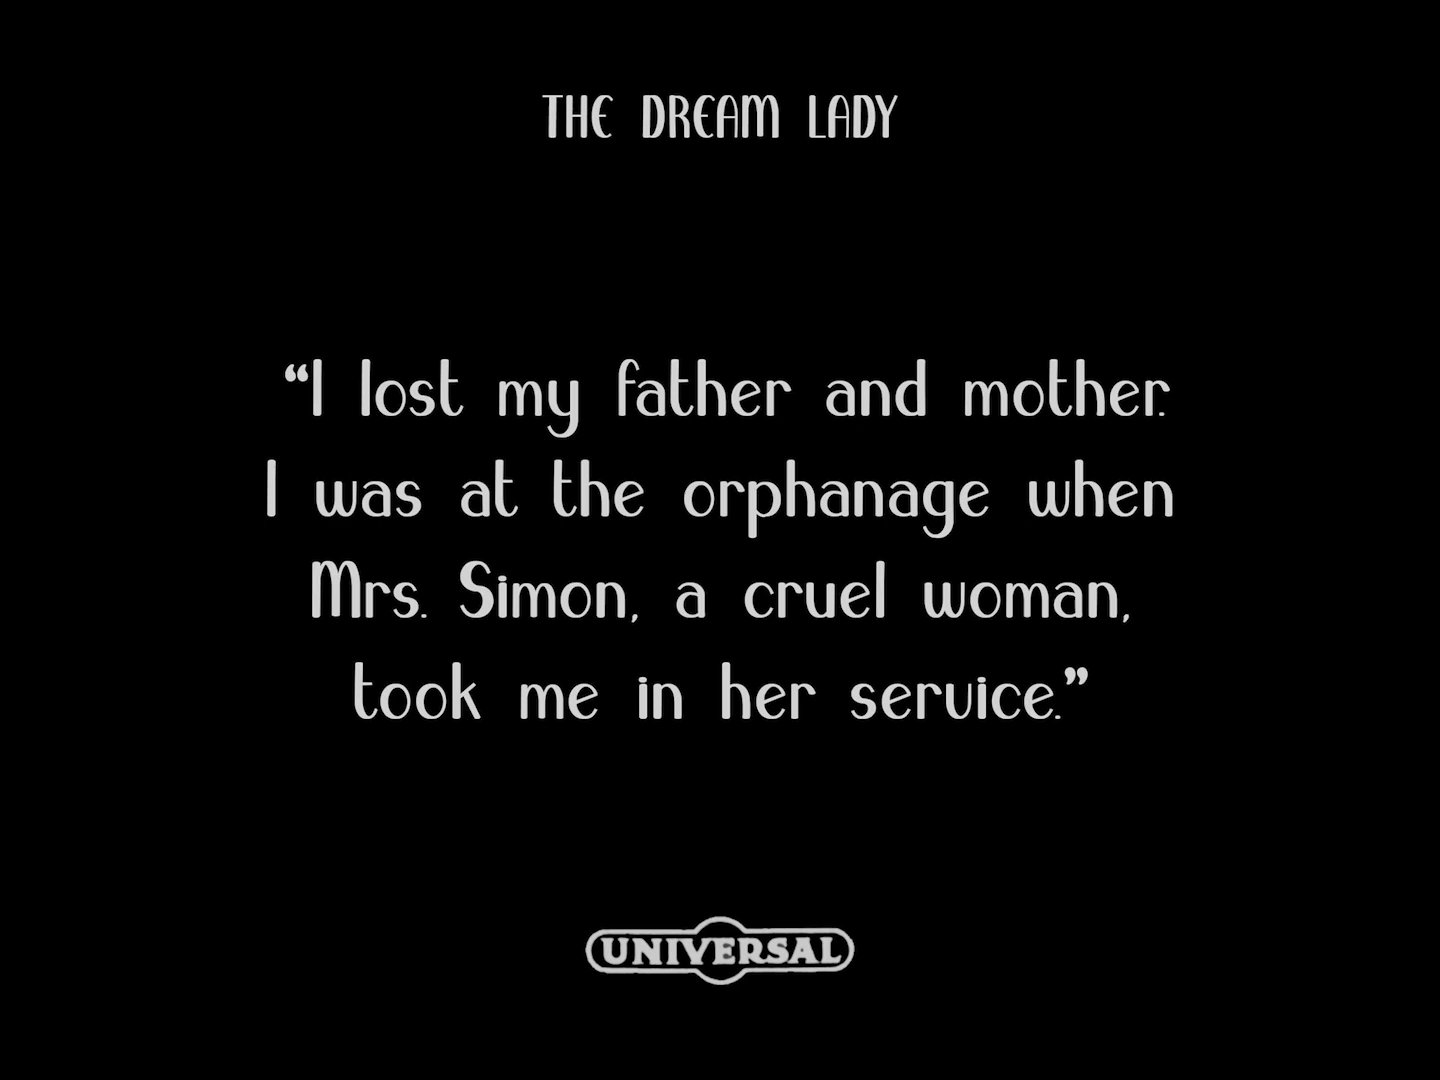 THE DREAM LADY
“I lost my father and mother.
I was at the orphanage when
Mrs. Simon, a cruel woman,
took me in her service.”
UNIVERSAL